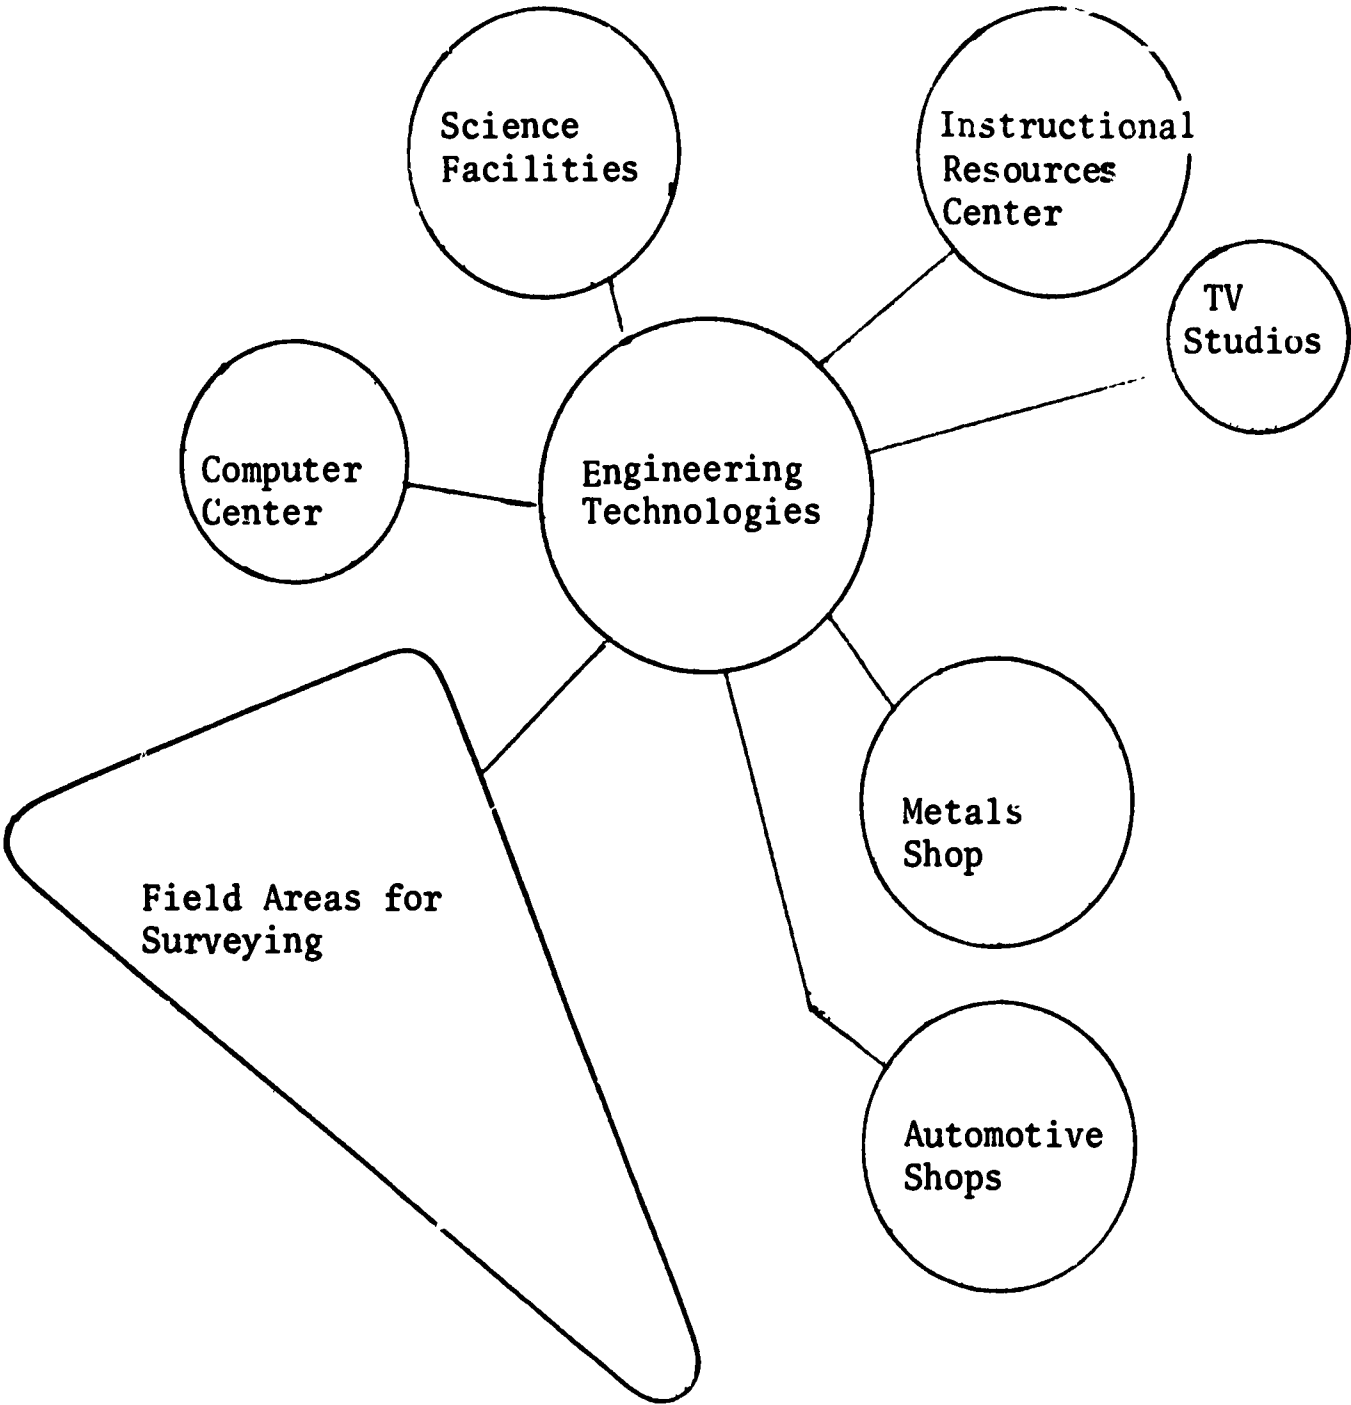 Science
Facilities
Instructional
Resources
Center
TV
Studios
Computer
Center
Engineering
Technologies
Metals
Shop
Field Areas for
Surveying
Automotive
Shops